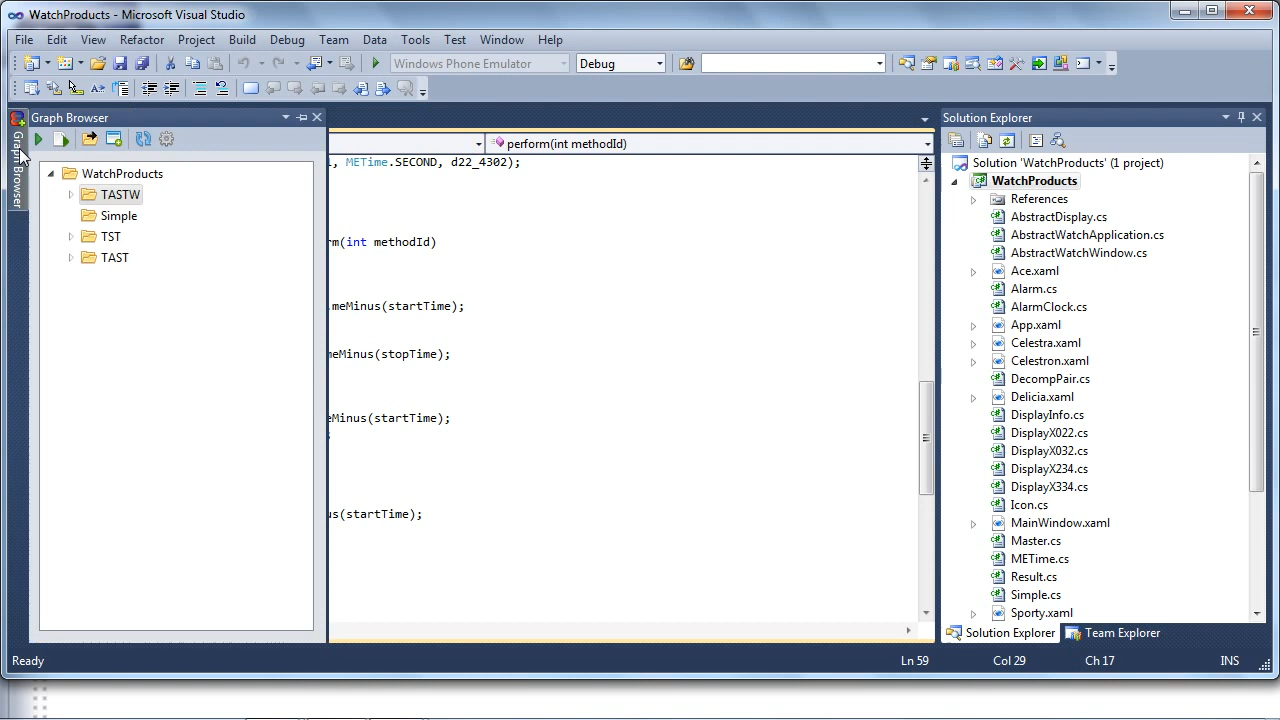 WatchProducts - Microsoft Visual Studio
File Edit View Refactor Project Build Debug Team Data Tools Test Window Help
Windows Phone Emulator Debug
Graph Browser
Graph Browser
WatchProducts
TASTW
Simple
TST
TAST
perform(int methodId)
, METime.SECOND, d22_4302);
m(int methodId)
meMinus(startTime);
meMinus(stopTime);
eMinus(startTime);
us(startTime);
Solution Explorer
Solution 'WatchProducts' (1 project)
WatchProducts
References
AbstractDisplay.cs
AbstractWatchApplication.cs
AbstractWatchWindow.cs
Ace.xaml
Alarm.cs
AlarmClock.cs
App.xaml
Celestra.xaml
Celestron.xaml
DecompPair.cs
Delicia.xaml
DisplayInfo.cs
DisplayX022.cs
DisplayX032.cs
DisplayX234.cs
DisplayX334.cs
Icon.cs
MainWindow.xaml
Master.cs
METime.cs
Result.cs
Simple.cs
Sporty.xaml
Solution Explorer Team Explorer
Ready Ln 59 Col 29 Ch 17 INS